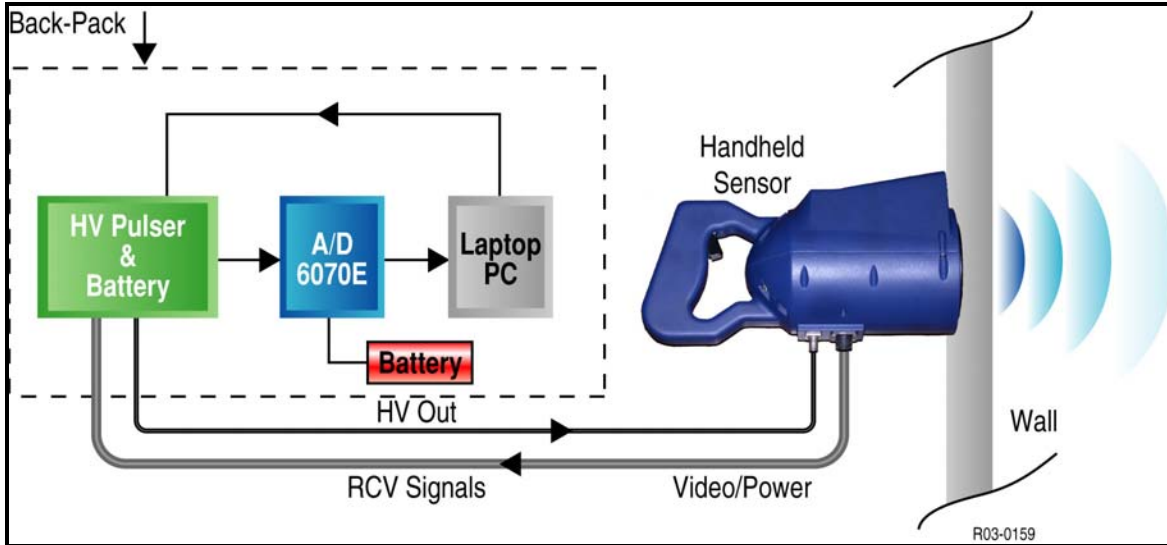 Back-Pack
HV Pulser
&
Battery
A/D
6070E
Laptop
PC
Battery
Handheld
Sensor
HV Out
RCV Signals
Video/Power
Wall
R03-0159